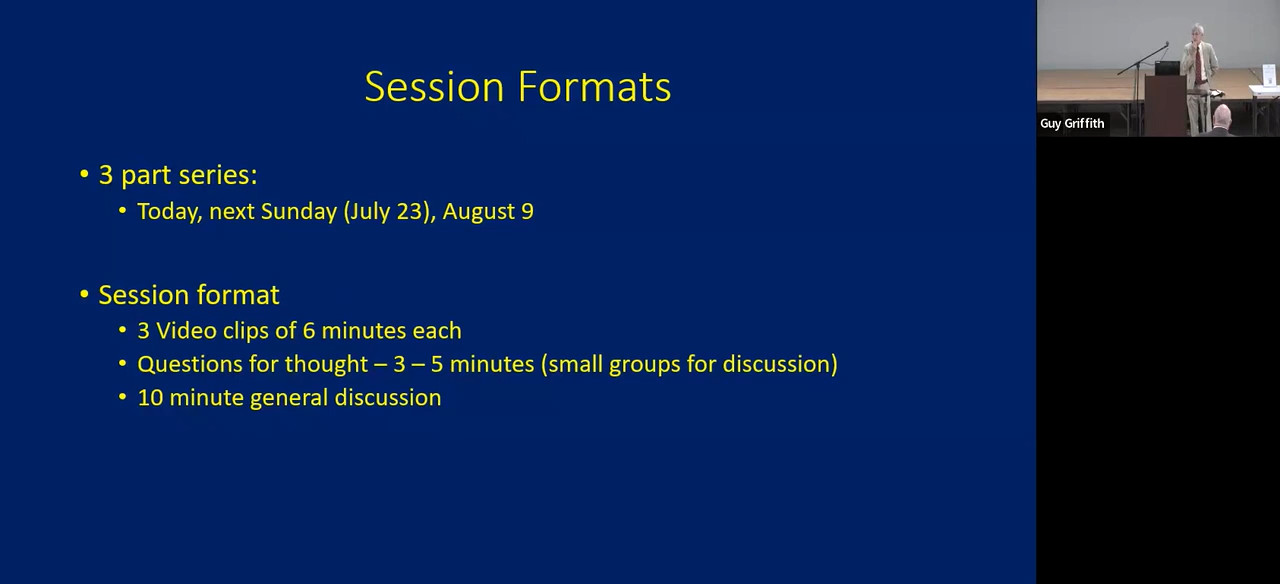 Session Formats
• 3 part series:
• Today, next Sunday (July 23), August 9
• Session format
• 3 Video clips of 6 minutes each
• Questions for thought – 3 – 5 minutes (small groups for discussion)
• 10 minute general discussion
Guy Griffith